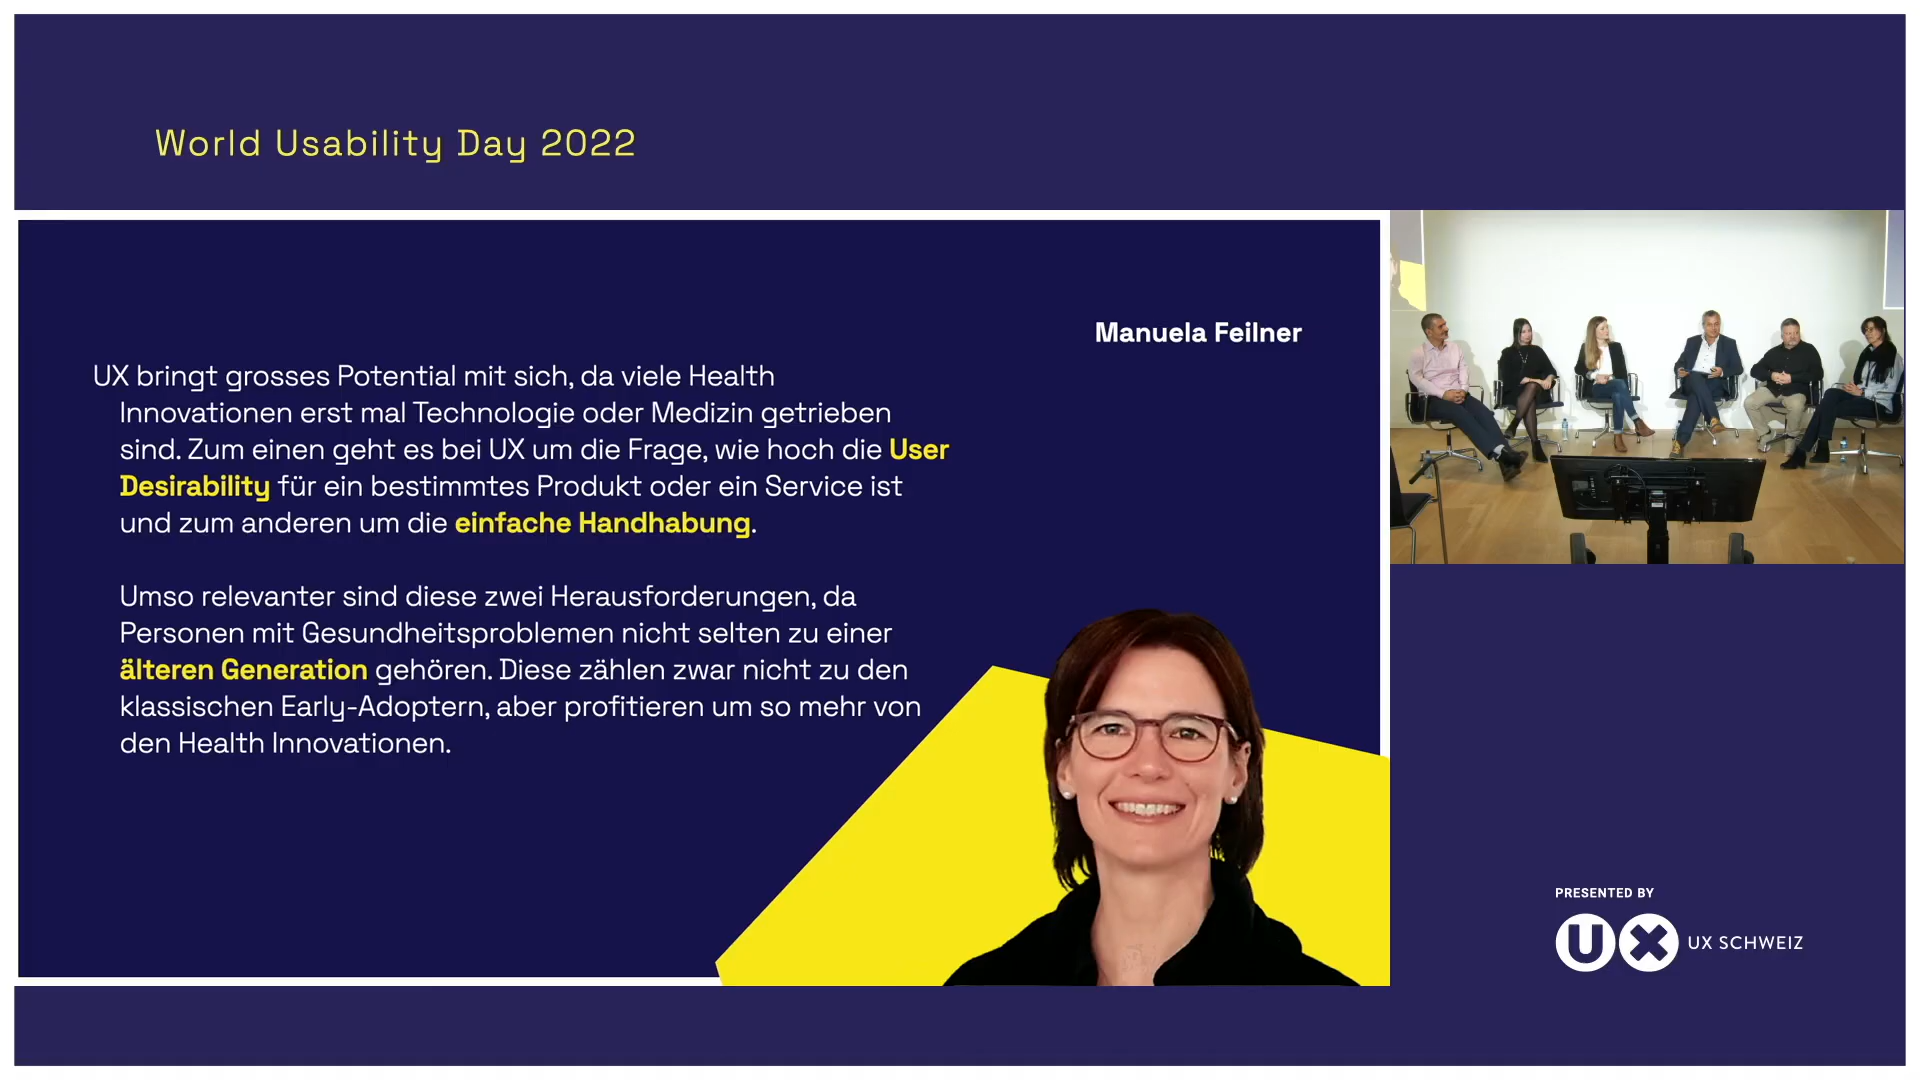 World Usability Day 2022
Manuela Feilner
UX bringt grosses Potential mit sich, da viele Health
Innovationen erst mal Technologie oder Medizin getrieben
sind. Zum einen geht es bei UX um die Frage, wie hoch die User
Desirability für ein bestimmtes Produkt oder ein Service ist
und zum anderen um die einfache Handhabung.
Umso relevanter sind diese zwei Herausforderungen, da
Personen mit Gesundheitsproblemen nicht selten zu einer
älteren Generation gehören. Diese zählen zwar nicht zu den
klassischen Early-Adoptern, aber profitieren um so mehr von
den Health Innovationen.
PRESENTED BY
UX UX SCHWEIZ